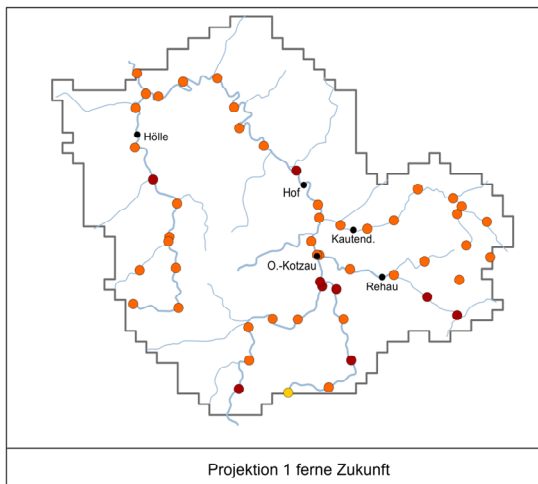 Hölle
Hof
Kautend.
O.-Kotzau
Rehau
Projektion 1 ferne Zukunft